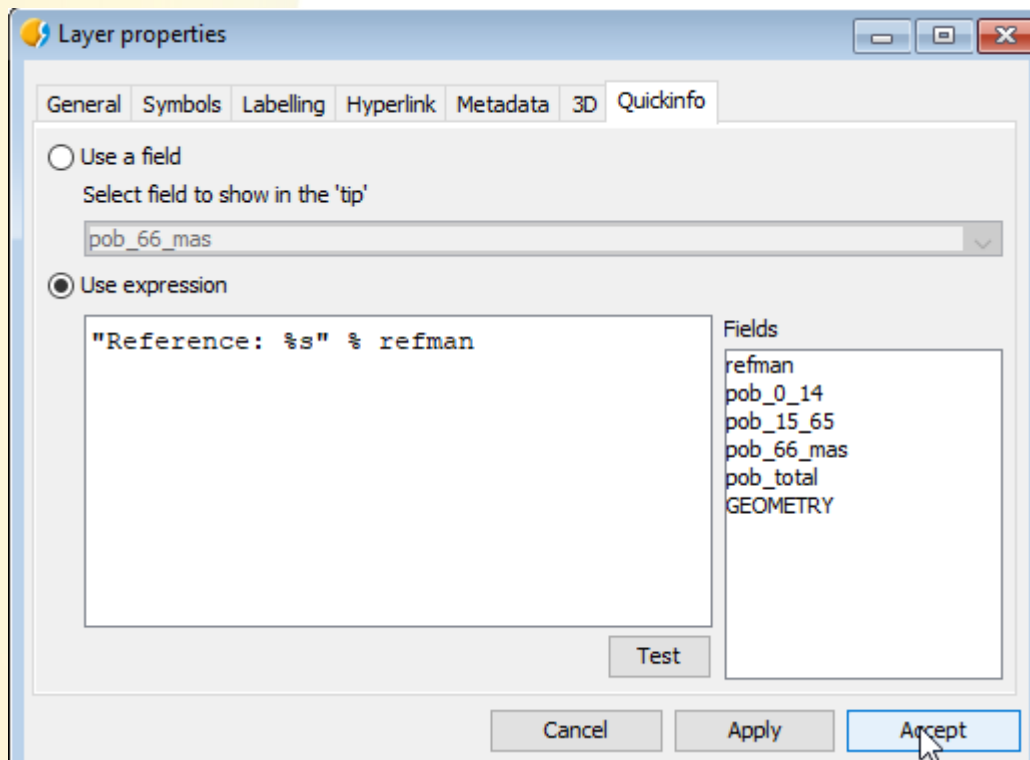 Layer properties
General Symbols Labelling Hyperlink Metadata 3D Quickinfo
Use a field
Select field to show in the 'tip'
pob_66_mas
Use expression
"Reference: %s" % refman
Fields
refman
pob_0_14
pob_15_65
pob_66_mas
pob_total
GEOMETRY
Test
Cancel Apply Accept